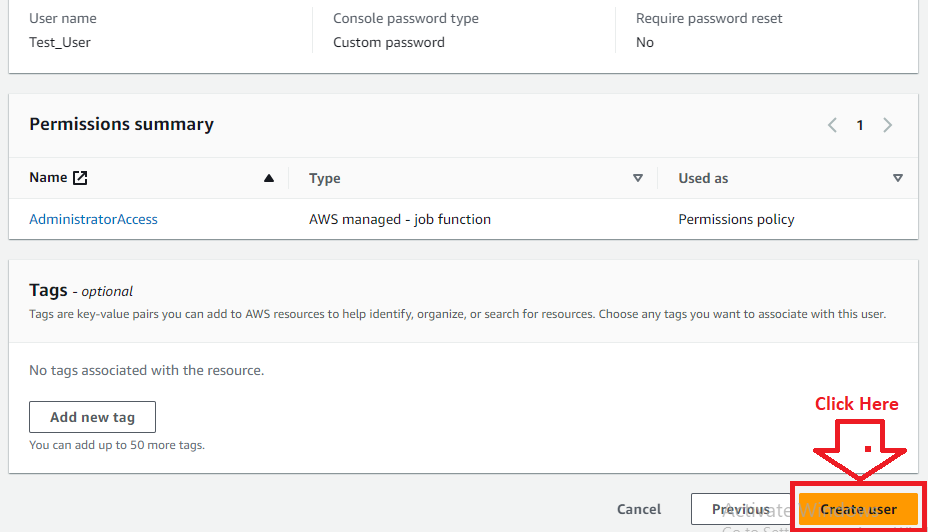 User name
Console password type
Require password reset
Test_User
Custom password
No
Permissions summary
1
Name
Type
Used as
AdministratorAccess
AWS managed - job function
Permissions policy
Tags - optional
Tags are key-value pairs you can add to AWS resources to help identify, organize, or search for resources. Choose any tags you want to associate with this user.
No tags associated with the resource.
Add new tag
You can add up to 50 more tags.
Click Here
Cancel
Previous
Create user
Activate